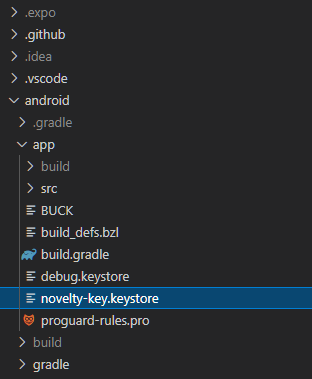 .expo
.github
.idea
.vscode
android
.gradle
app
build
src
BUCK
build_defs.bzl
build.gradle
debug.keystore
novelty-key.keystore
proguard-rules.pro
build
gradle